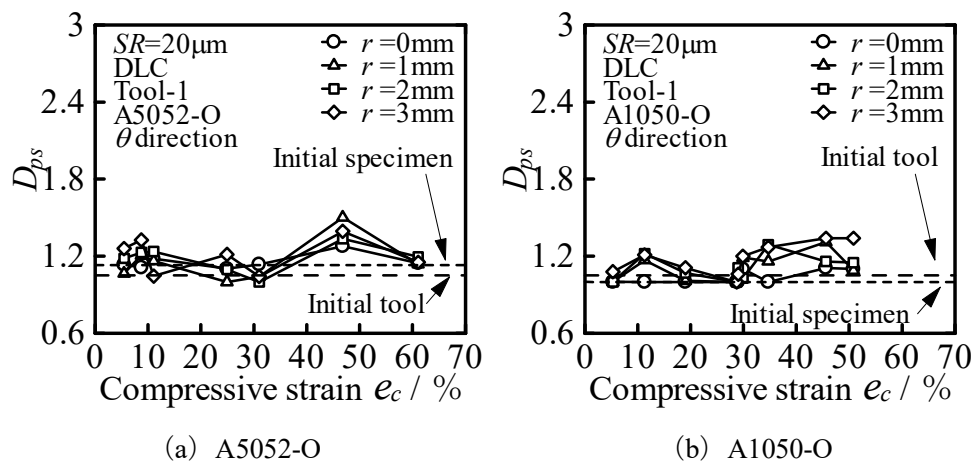 3
2.4
1.8
1.2
0.6
D_ps
SR=20μm
DLC
Tool-1
A5052-O
θ direction
r =0mm
r =1mm
r =2mm
r =3mm
Initial specimen
Initial tool
0 10 20 30 40 50 60 70
Compressive strain e_c / %
(a) A5052-O
3
2.4
1.8
1.2
0.6
D_ps
SR=20μm
DLC
Tool-1
A1050-O
θ direction
r =0mm
r =1mm
r =2mm
r =3mm
Initial tool
Initial specimen
0 10 20 30 40 50 60 70
Compressive strain e_c / %
(b) A1050-O